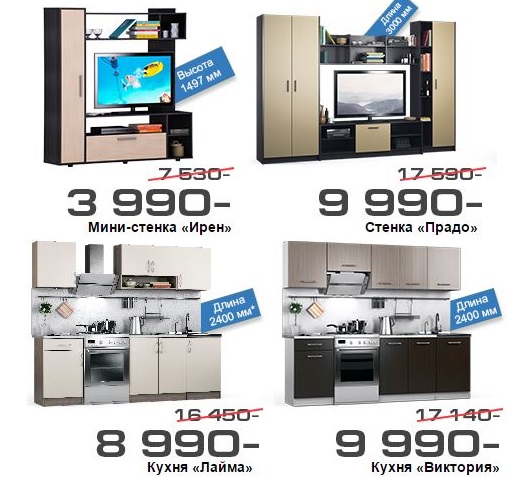 Высота
1497 мм
Длина
3000 мм
7 530-
3 990-
Мини-стенка «Ирен»
17 590-
9 990-
Стенка «Прадо»
Длина
2400 мм*
16 450-
8 990-
Кухня «Лайма»
Длина
2400 мм
17 140-
9 990-
Кухня «Виктория»